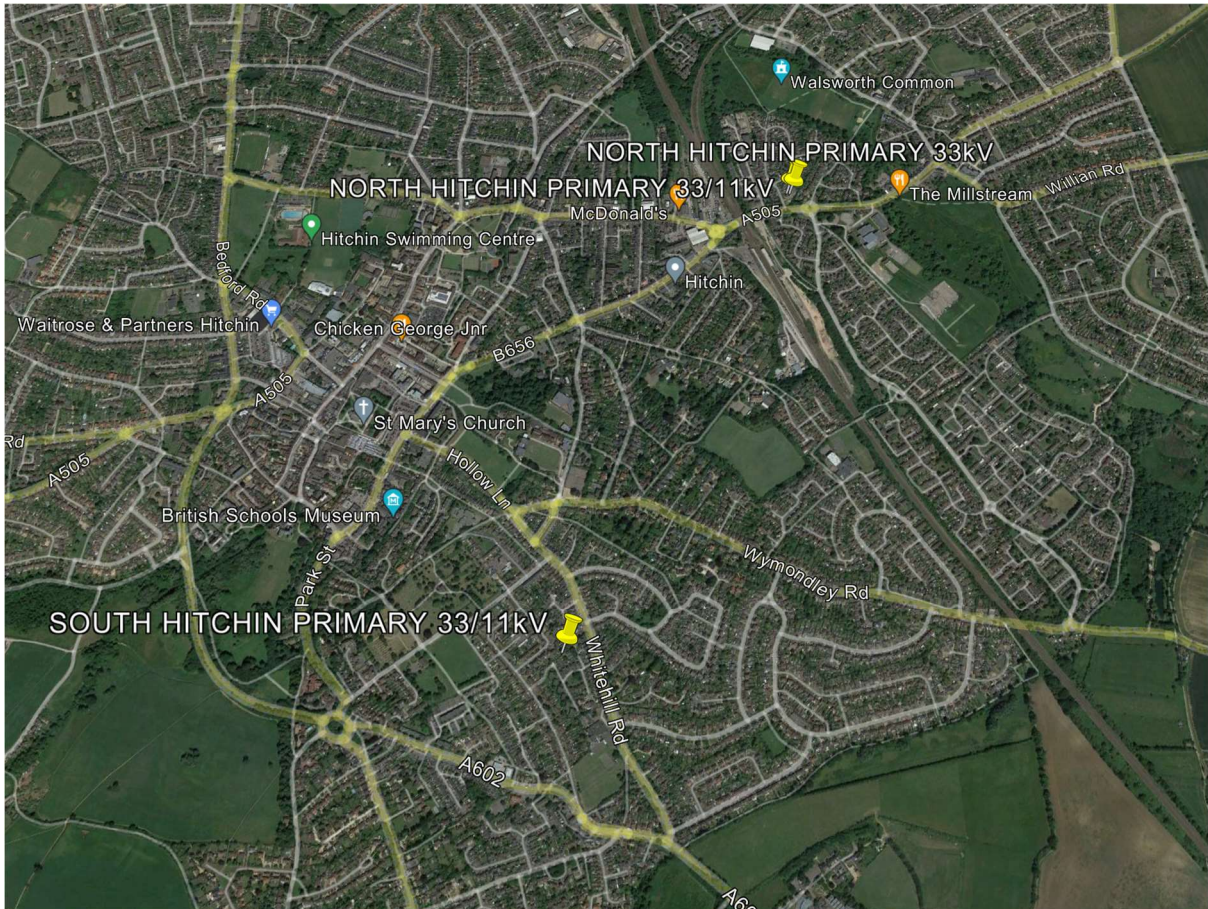 Walsworth Common
NORTH HITCHIN PRIMARY 33kV
NORTH HITCHIN PRIMARY 33/11kV
Willian Rd
The Millstream
McDonald's
A505
Hitchin Swimming Centre
Bedford Rd
Hitchin
Waitrose & Partners Hitchin
Chicken George Jnr
B656
A505
St Mary's Church
Rd
A505
Hollow Ln
British Schools Museum
Park St
Wymondley Rd
SOUTH HITCHIN PRIMARY 33/11kV
Whitehill Rd
A602